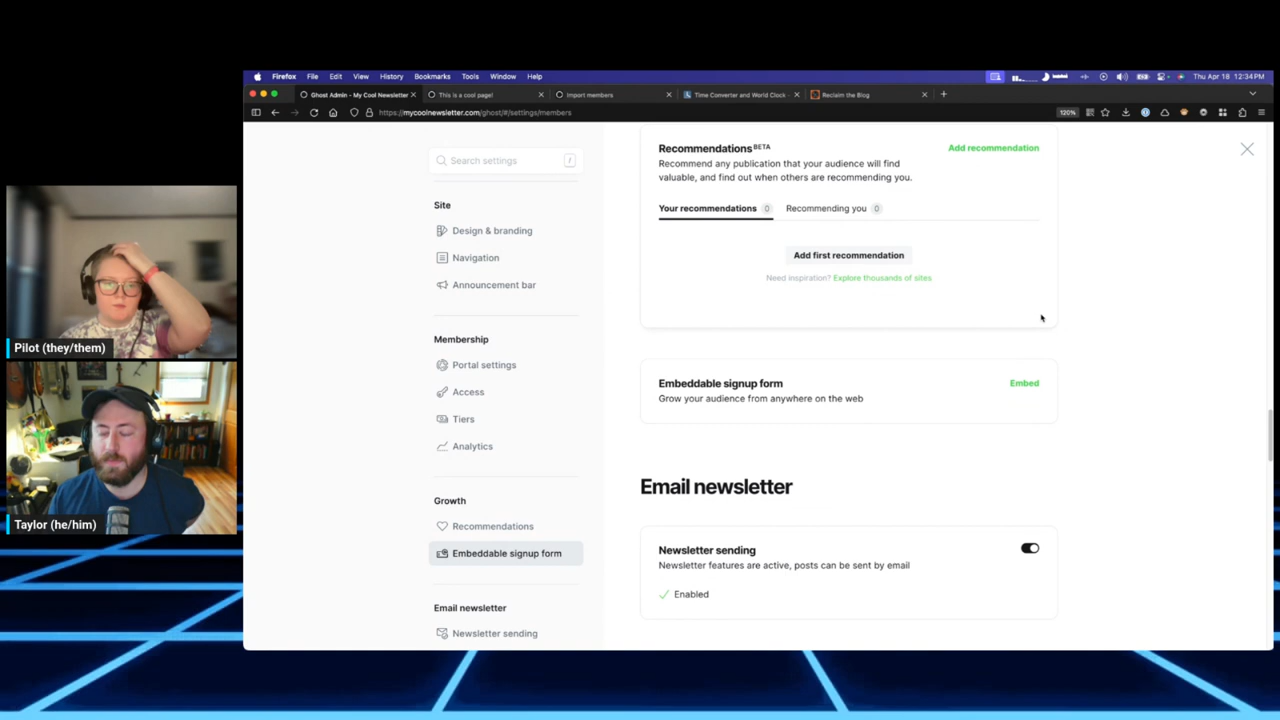 Firefox File Edit View History Bookmarks Tools Window Help
Thu Apr 18 12:34 PM
Ghost Admin - My Cool Newsletter
This is a cool page!
Import members
Time Converter and World Clock -
Reclaim the Blog
https://mycoolnewsletter.com/ghost/#/settings/members
120%
Search settings /
Site
Design & branding
Navigation
Announcement bar
Membership
Portal settings
Access
Tiers
Analytics
Growth
Recommendations
Embeddable signup form
Email newsletter
Newsletter sending
Recommendations BETA
Add recommendation
Recommend any publication that your audience will find
valuable, and find out when others are recommending you.
Your recommendations 0 Recommending you 0
Add first recommendation
Need inspiration? Explore thousands of sites
Embeddable signup form
Embed
Grow your audience from anywhere on the web
Email newsletter
Newsletter sending
Newsletter features are active, posts can be sent by email
Enabled
Pilot (they/them)
Taylor (he/him)